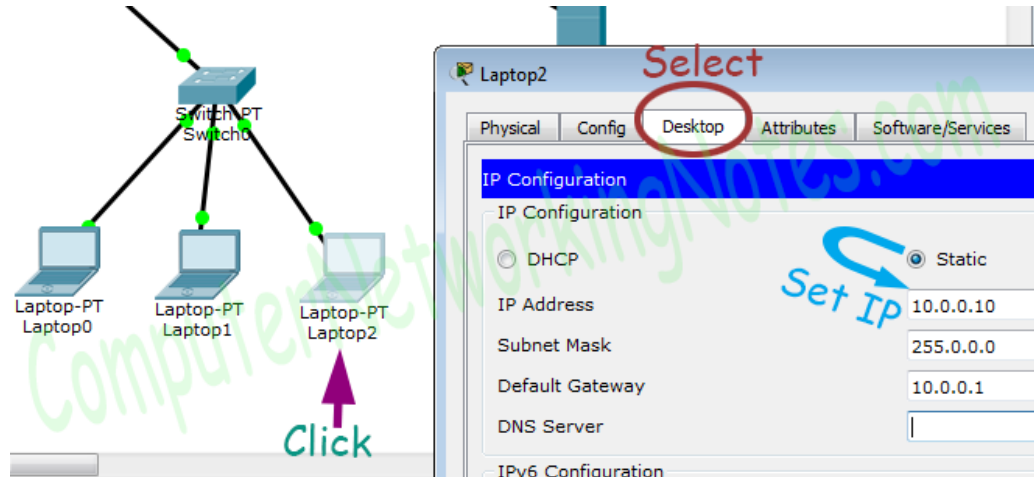 Switch-PT
Switch0
Laptop-PT
Laptop0
Laptop-PT
Laptop1
Laptop-PT
Laptop2
Click
Laptop2
Select
Physical Config Desktop Attributes Software/Services
IP Configuration
IP Configuration
DHCP Static
Set IP
IP Address 10.0.0.10
Subnet Mask 255.0.0.0
Default Gateway 10.0.0.1
DNS Server
IPv6 Configuration
ComputerNetworkingNotes.com